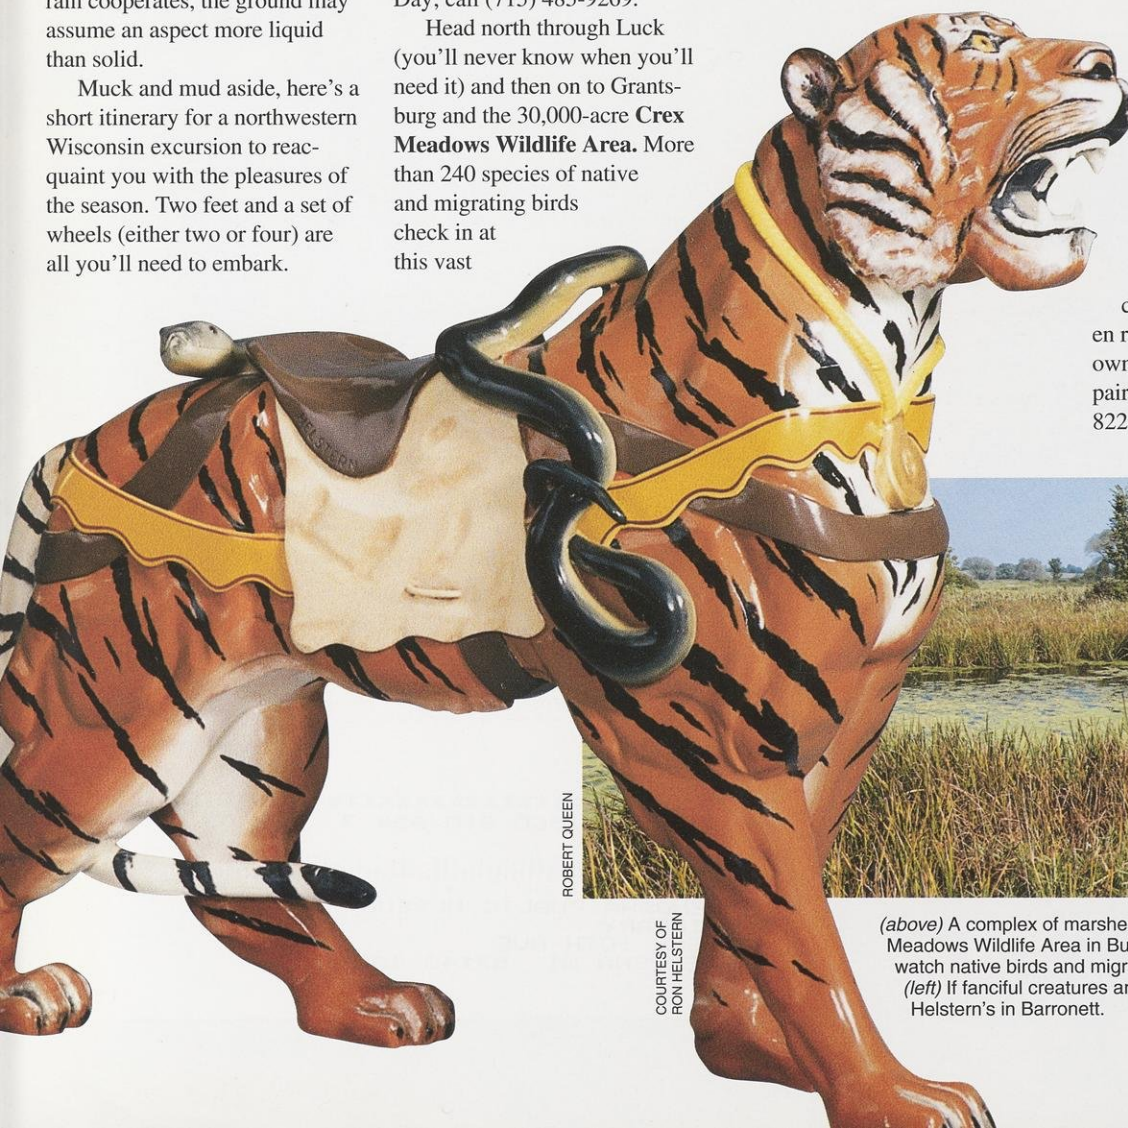 rain cooperates, the ground may
assume an aspect more liquid
than solid.
Muck and mud aside, here's a
short itinerary for a northwestern
Wisconsin excursion to reac-
quaint you with the pleasures of
the season. Two feet and a set of
wheels (either two or four) are
all you'll need to embark.
Day, call (715) 485-9269.
Head north through Luck
(you'll never know when you'll
need it) and then on to Grants-
burg and the 30,000-acre Crex
Meadows Wildlife Area. More
than 240 species of native
and migrating birds
check in at
this vast
en r
own
pair
822
HELSTERN
ROBERT QUEEN
COURTESY OF
RON HELSTERN
(above) A complex of marshe
Meadows Wildlife Area in Bu
watch native birds and migr
(left) If fanciful creatures ar
Helstern's in Barronett.